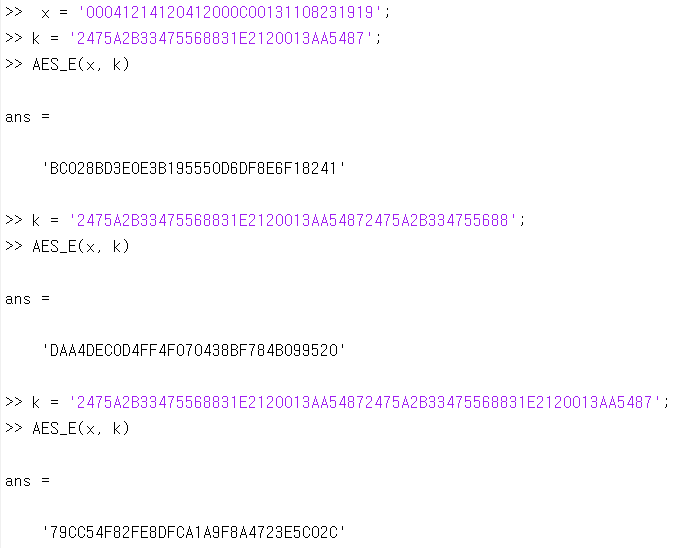 >>  x = '00041214120412000C00131108231919';
>> k = '2475A2B33475568831E2120013AA5487';
>> AES_E(x, k)
ans =
'BC028BD3E0E3B195550D6DF8E6F18241'
>> k = '2475A2B33475568831E2120013AA54872475A2B334755688';
>> AES_E(x, k)
ans =
'DAA4DEC0D4FF4F070438BF784B099520'
>> k = '2475A2B33475568831E2120013AA54872475A2B33475568831E2120013AA5487';
>> AES_E(x, k)
ans =
'79CC54F82FE8DFCA1A9F8A4723E5C02C'